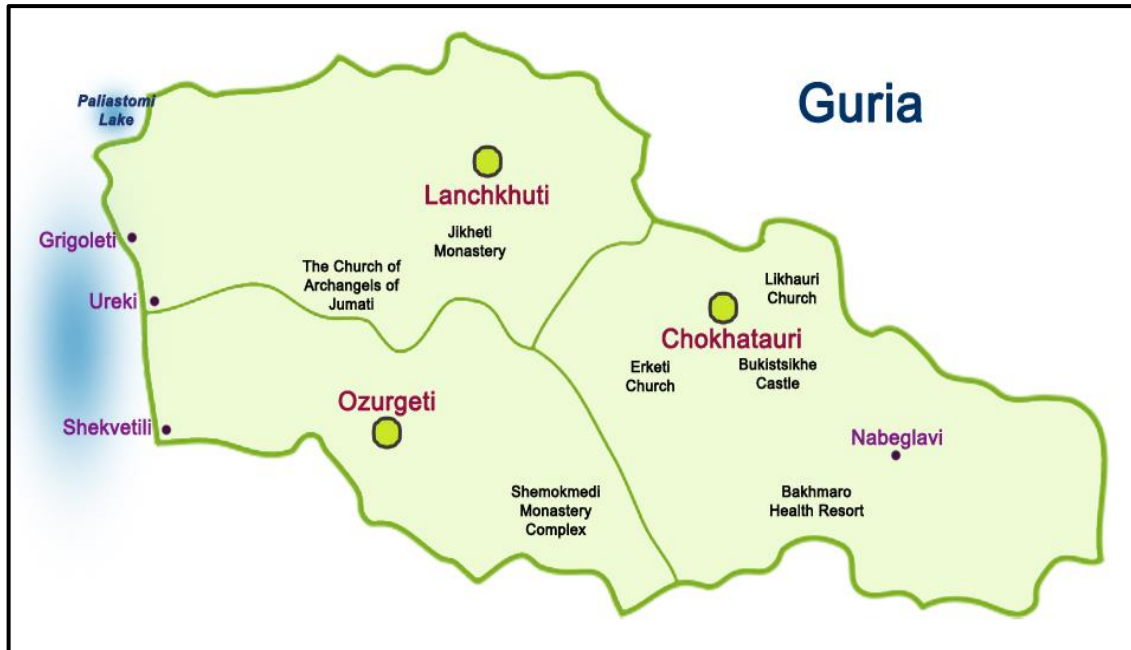 Guria
Paliastomi
Lake
Lanchkhuti
Jikheti
Monastery
Grigoleti
The Church of
Archangels of
Jumati
Ureki
Likhauri
Church
Chokhatauri
Erketi
Church
Bukistsikhe
Castle
Ozurgeti
Shekvetili
Nabeglavi
Shemokmedi
Monastery
Complex
Bakhmaro
Health Resort